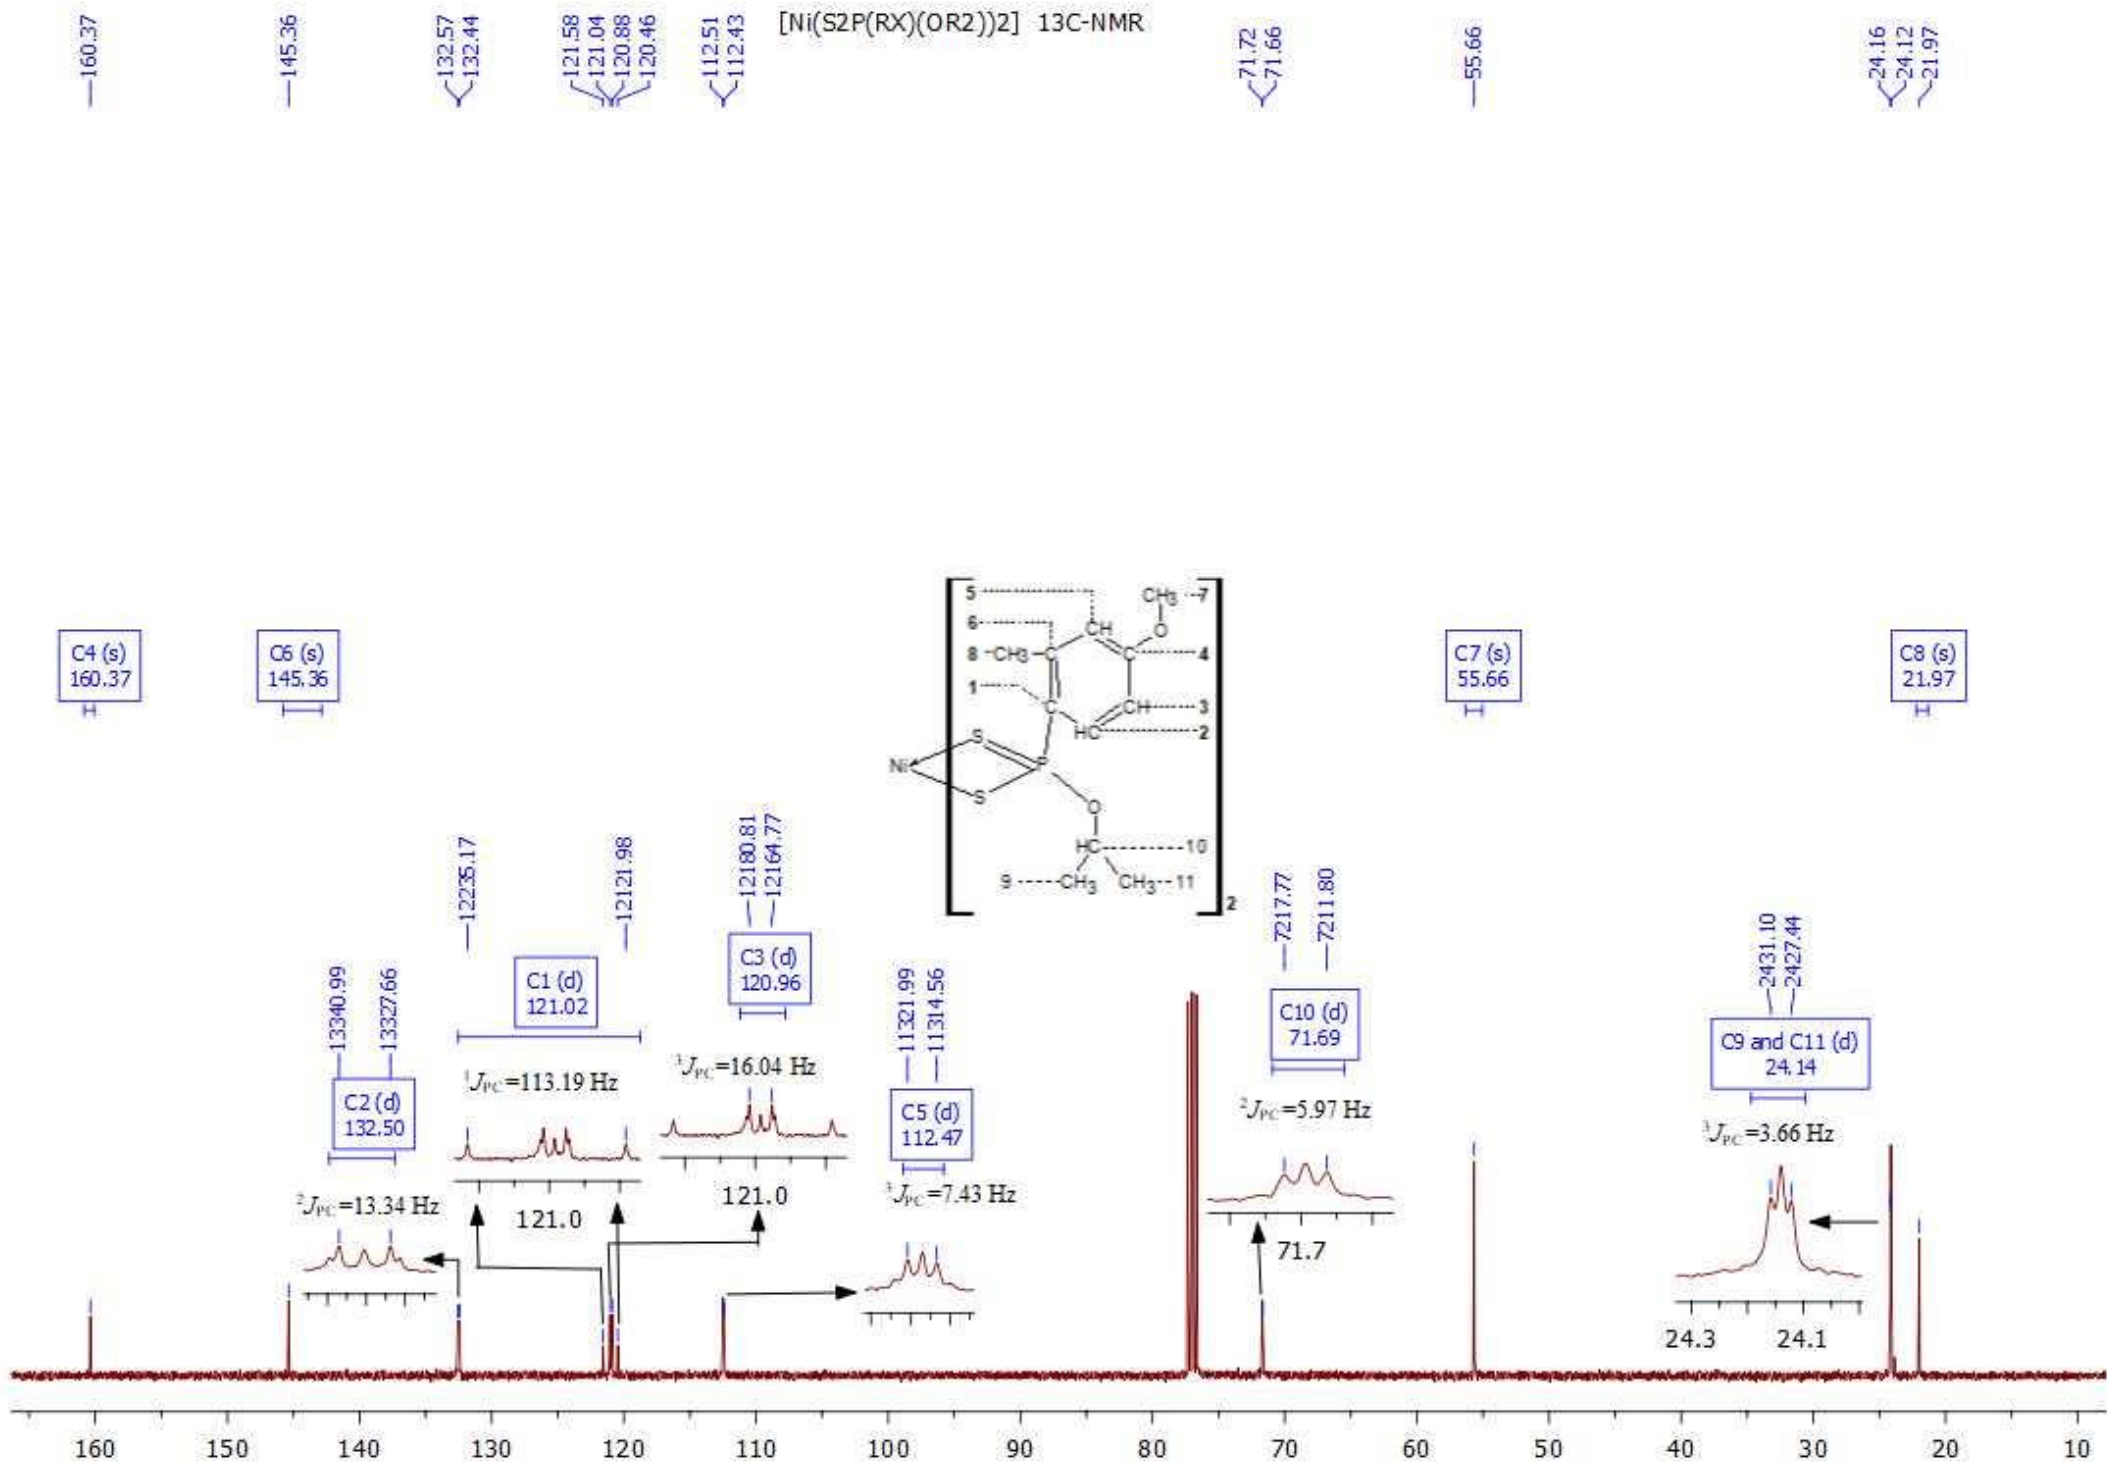 [Ni(S2P(RX)(OR2))2] 13C-NMR
160.37
145.36
132.57
132.44
121.58
121.04
120.88
120.46
112.51
112.43
71.72
71.66
55.66
24.16
24.12
21.97
C4 (s)
160.37
C6 (s)
145.36
C7 (s)
55.66
C8 (s)
21.97
5
CH3
7
6
CH
O
8
CH3
C
C
4
1
C
CH
3
HC
2
S
Ni
P
S
O
HC
10
9
CH3
CH3
11
2
13340.99
13327.66
C2 (d)
132.50
2JPC=13.34 Hz
12235.17
12121.98
C1 (d)
121.02
1JPC=113.19 Hz
121.0
12180.81
12164.77
C3 (d)
120.96
3JPC=16.04 Hz
121.0
11321.99
11314.56
C5 (d)
112.47
3JPC=7.43 Hz
7217.77
7211.80
C10 (d)
71.69
2JPC=5.97 Hz
71.7
2431.10
2427.44
C9 and C11 (d)
24.14
3JPC=3.66 Hz
24.3
24.1
160 150 140 130 120 110 100 90 80 70 60 50 40 30 20 10